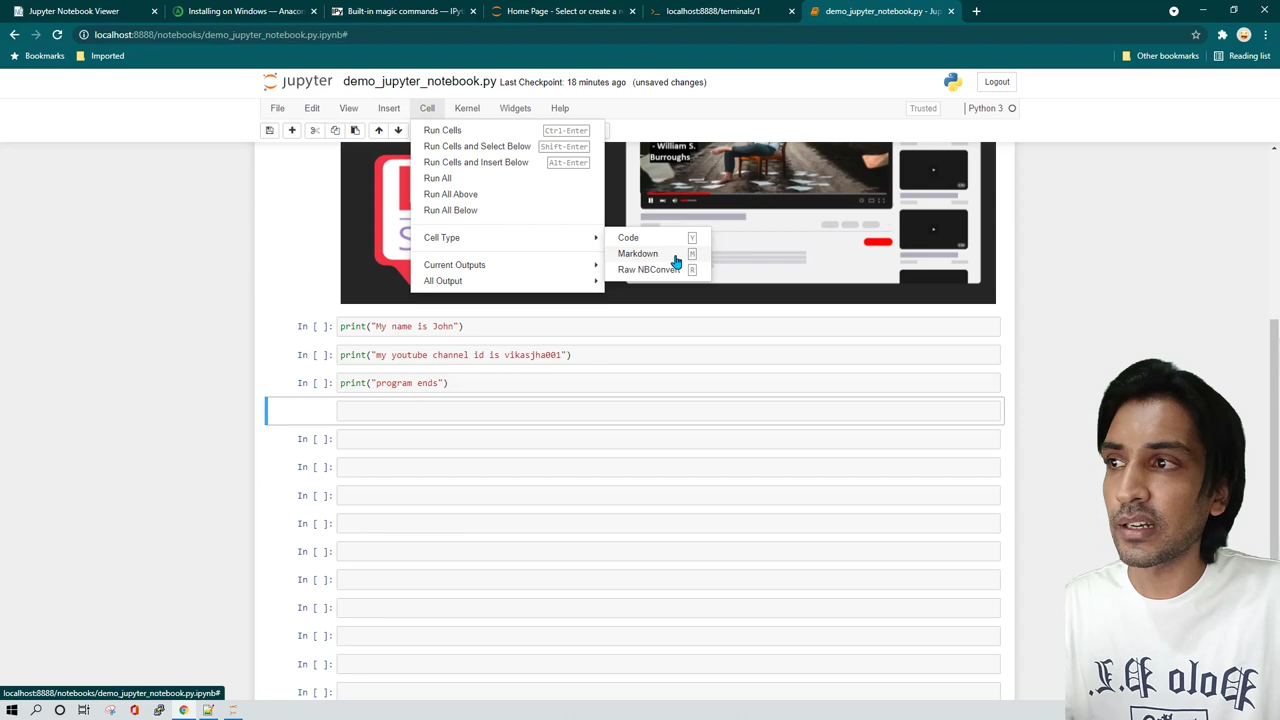 Jupyter Notebook Viewer
Installing on Windows — Anacon
IPy
Built-in magic commands — IPyt
Home Page - Select or create a n
localhost:8888/terminals/1
demo_jupyter_notebook.py - Jup
localhost:8888/notebooks/demo_jupyter_notebook.py.ipynb#
Bookmarks
Imported
Other bookmarks
Reading list
jupyter
demo_jupyter_notebook.py Last Checkpoint: 18 minutes ago (unsaved changes)
Logout
File Edit View Insert Cell Kernel Widgets Help
Trusted
Python 3
Run Cells Ctrl-Enter
Run Cells and Select Below Shift-Enter
Run Cells and Insert Below Alt-Enter
Run All
Run All Above
Run All Below
Cell Type
Current Outputs
All Output
Code Y
Markdown M
Raw NBConvert R
- William S.
Burroughs
In [ ]: print("My name is John")
In [ ]: print("my youtube channel id is vikasjha001")
In [ ]: print("program ends")
In [ ]:
In [ ]:
In [ ]:
In [ ]:
In [ ]:
In [ ]:
In [ ]:
In [ ]:
In [ ]:
In [ ]:
localhost:8888/notebooks/demo_jupyter_notebook.py.ipynb#